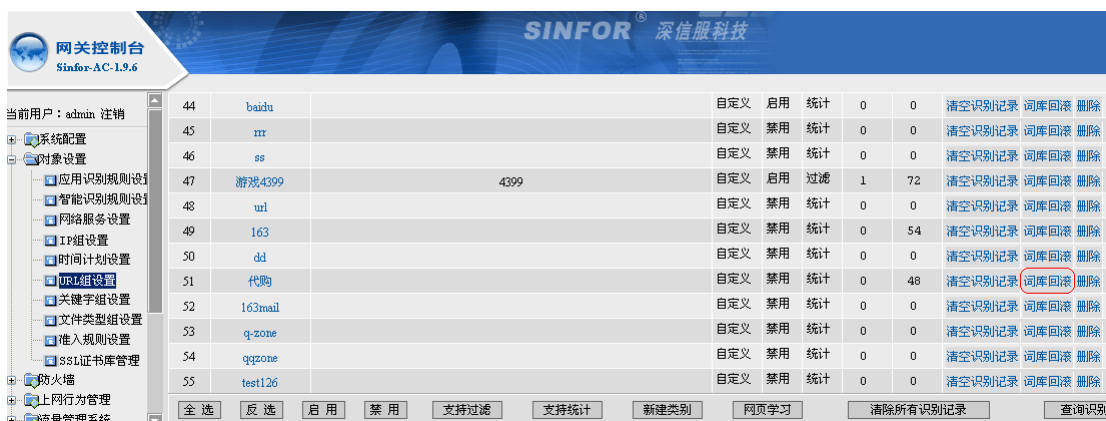 SINFOR® 深信服科技
网关控制台
Sinfor-AC-1.9.6
当前用户：admin 注销
系统配置
对象设置
应用识别规则设
智能识别规则设
网络服务设置
IP组设置
时间计划设置
URL组设置
关键字组设置
文件类型组设置
准入规则设置
SSL证书库管理
防火墙
上网行为管理
流量管理系统
44 baidu 自定义 启用 统计 0 0 清空识别记录 词库回滚 删除
45 rrr 自定义 禁用 统计 0 0 清空识别记录 词库回滚 删除
46 ss 自定义 禁用 统计 0 0 清空识别记录 词库回滚 删除
47 游戏4399 4399 自定义 启用 过滤 1 72 清空识别记录 词库回滚 删除
48 url 自定义 禁用 统计 0 0 清空识别记录 词库回滚 删除
49 163 自定义 禁用 统计 0 54 清空识别记录 词库回滚 删除
50 dd 自定义 禁用 统计 0 0 清空识别记录 词库回滚 删除
51 代购 自定义 禁用 统计 0 48 清空识别记录 词库回滚 删除
52 163mail 自定义 禁用 统计 0 0 清空识别记录 词库回滚 删除
53 q-zone 自定义 禁用 统计 0 0 清空识别记录 词库回滚 删除
54 qqzone 自定义 禁用 统计 0 0 清空识别记录 词库回滚 删除
55 test126 自定义 禁用 统计 0 0 清空识别记录 词库回滚 删除
全选 反选 启用 禁用 支持过滤 支持统计 新建类别 网页学习 清除所有识别记录 查询识别